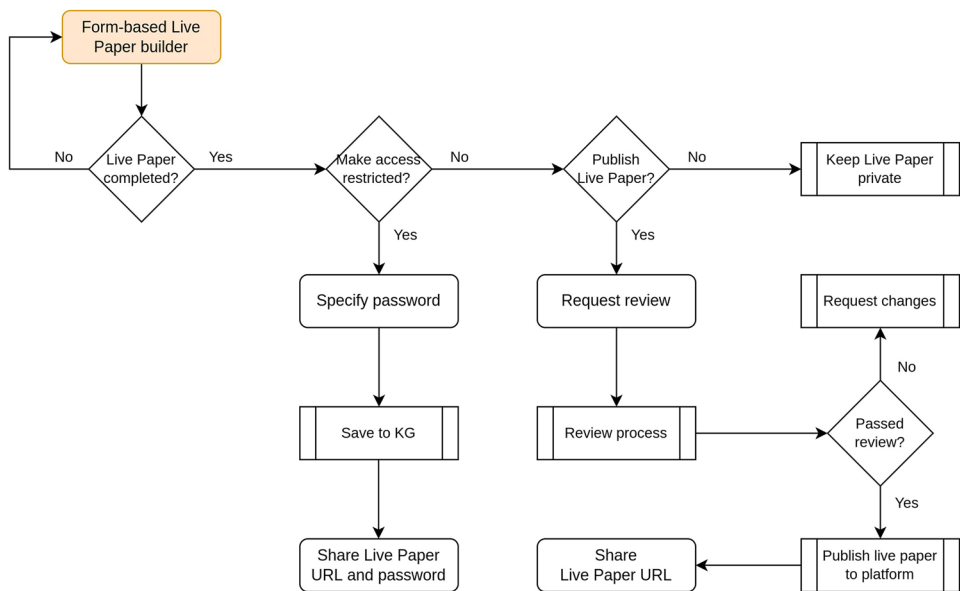 Form-based Live
Paper builder
No
Live Paper
completed?
Yes
Make access
restricted?
No
Publish
Live Paper?
No
Keep Live Paper
private
Yes
Yes
Specify password
Request review
Request changes
No
Save to KG
Review process
Passed
review?
Yes
Share Live Paper
URL and password
Share
Live Paper URL
Publish live paper
to platform